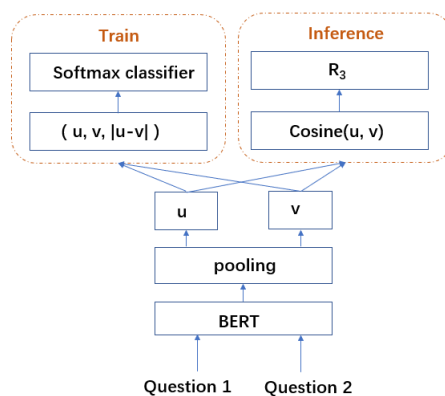 Train
Inference
Softmax classifier
R3
( u, v, |u-v| )
Cosine(u, v)
u
v
pooling
BERT
Question 1
Question 2